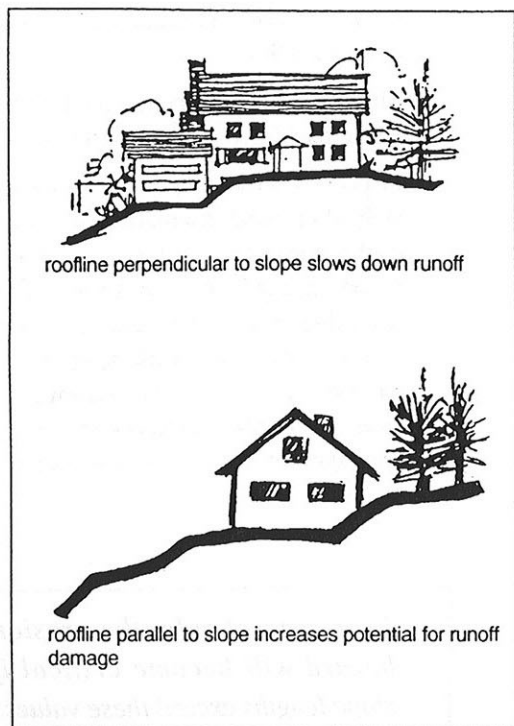 roofline perpendicular to slope slows down runoff
roofline parallel to slope increases potential for runoff
damage